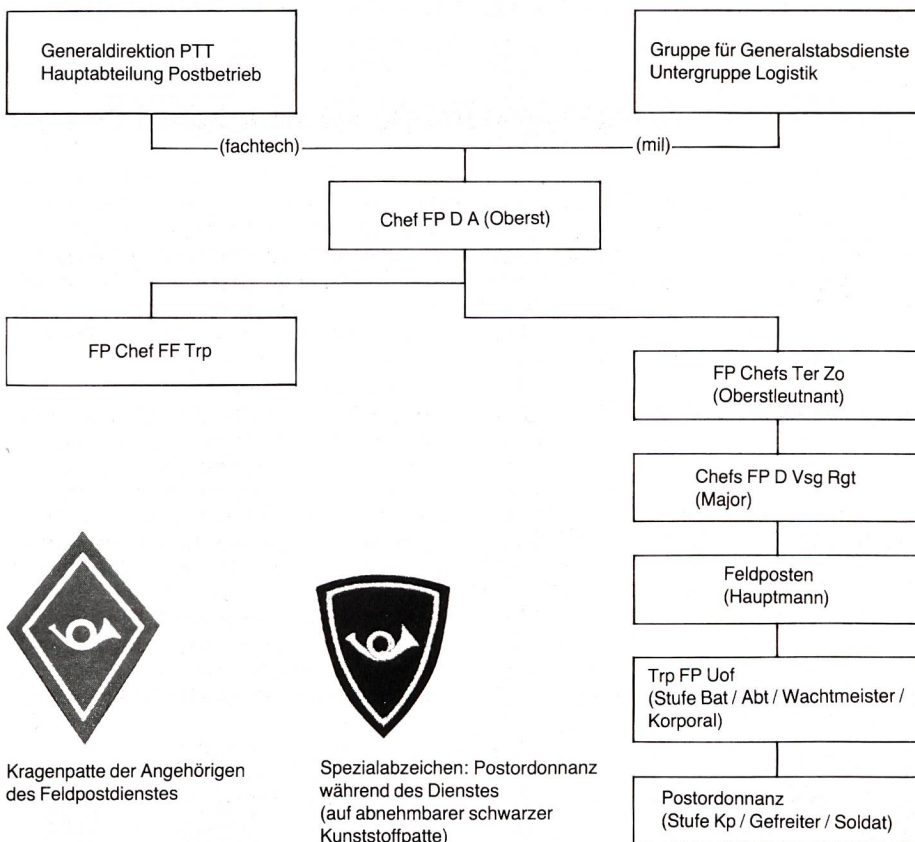 Generaldirektion PTT
Hauptabteilung Postbetrieb
Gruppe für Generalstabsdienste
Untergruppe Logistik
(fachtech)
(mil)
Chef FP D A (Oberst)
FP Chef FF Trp
FP Chefs Ter Zo
(Oberstleutnant)
Chefs FP D Vsg Rgt
(Major)
Feldposten
(Hauptmann)
Trp FP Uof
(Stufe Bat / Abt / Wachtmeister /
Korporal)
Postordonnanz
(Stufe Kp / Gefreiter / Soldat)
Kragenpatte der Angehörigen
des Feldpostdienstes
Spezialabzeichen: Postordonnanz
während des Dienstes
(auf abnehmbarer schwarzer
Kunststoffpatte)